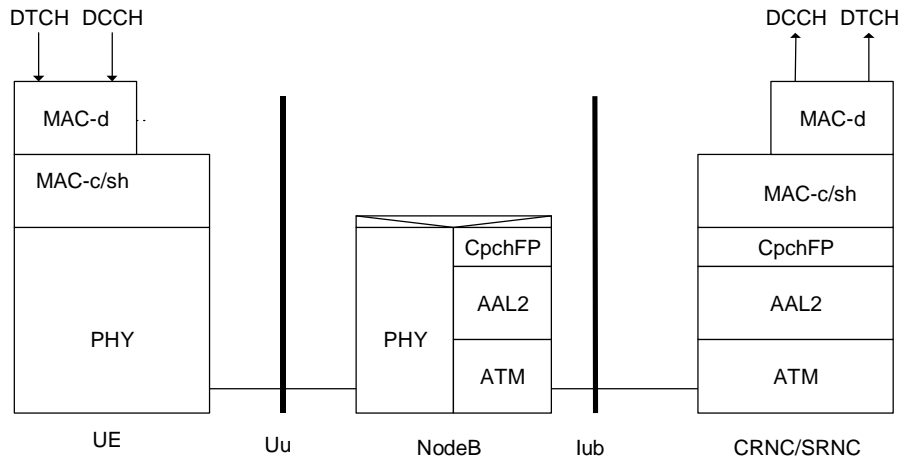 DTCH DCCH
DCCH DTCH
MAC-d
MAC-d
MAC-c/sh
MAC-c/sh
CpchFP
CpchFP
AAL2
AAL2
PHY
PHY
ATM
ATM
UE
Uu
NodeB
Iub
CRNC/SRNC